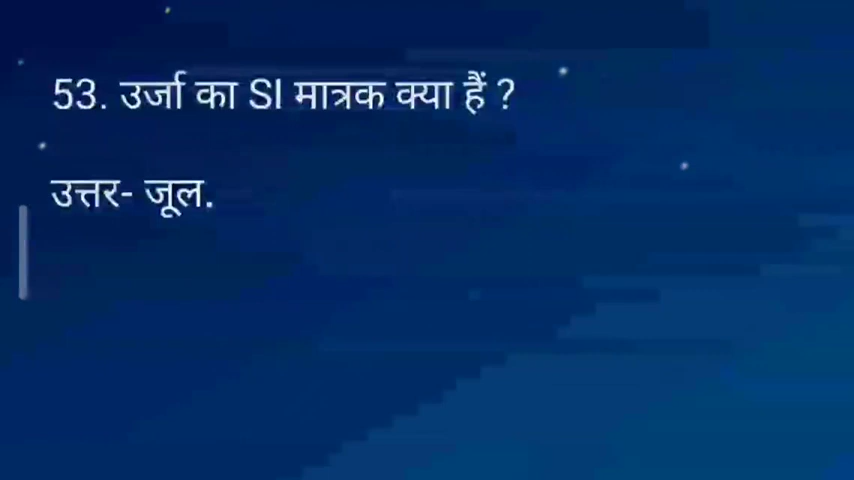 53. उर्जा का SI मात्रक क्या हैं ?
उत्तर- जूल.